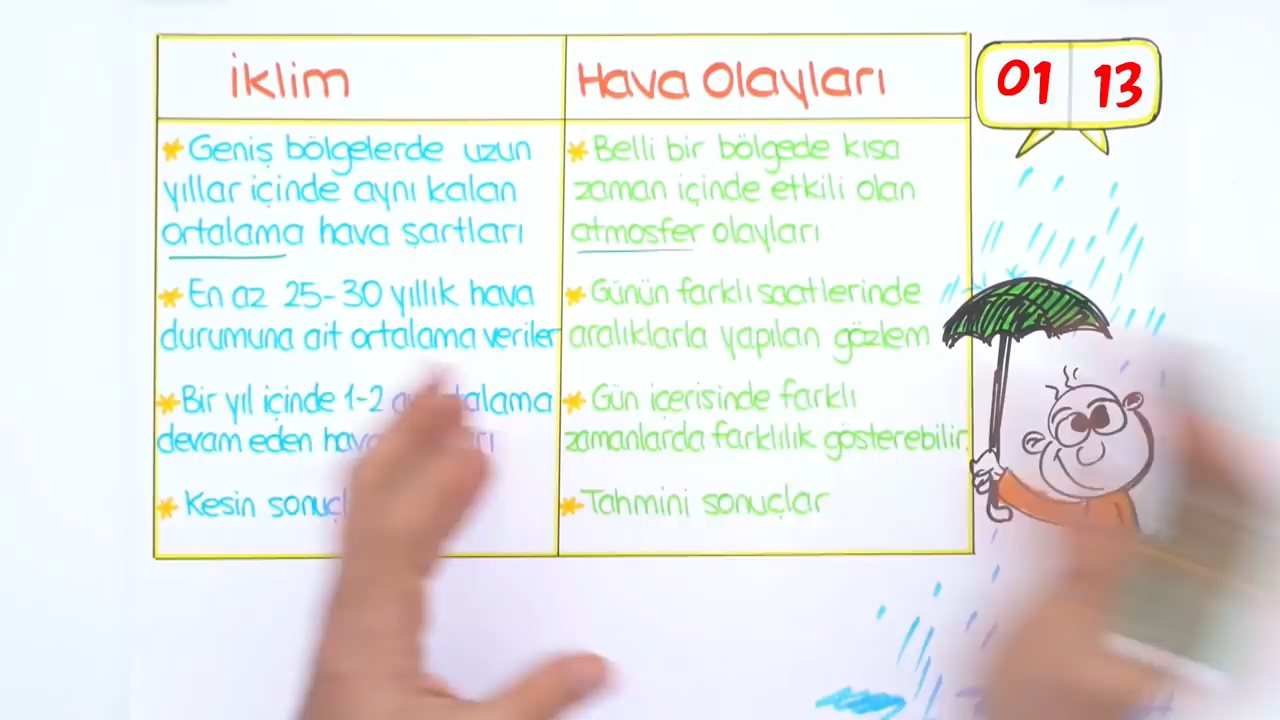 İklim
Hava Olayları
01 13
* Geniş bölgelerde uzun
yıllar içinde aynı kalan
ortalama hava şartları
* En az 25-30 yıllık hava
durumuna ait ortalama veriler
* Bir yıl içinde 1-2
devam eden
* Kesin
* Belli bir bölgede kısa
zaman içinde etkili olan
atmosfer olayları
* Günün farklı saatlerinde
aralıklarla yapılan gözlem
* Gün içerisinde farklı
zamanlarda farklılık gösterebilir.
* Tahmini sonuçlar